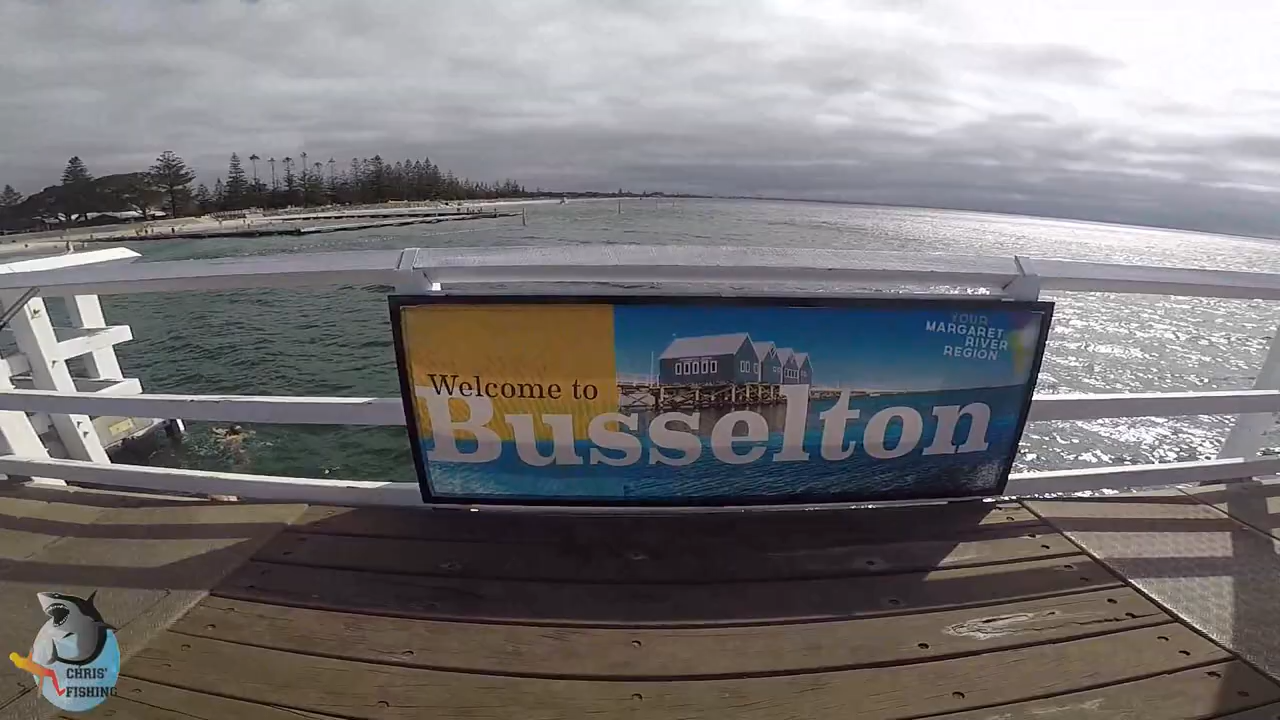 Welcome to
Busselton
YOUR
MARGARET
RIVER
REGION
CHRIS'
FISHING